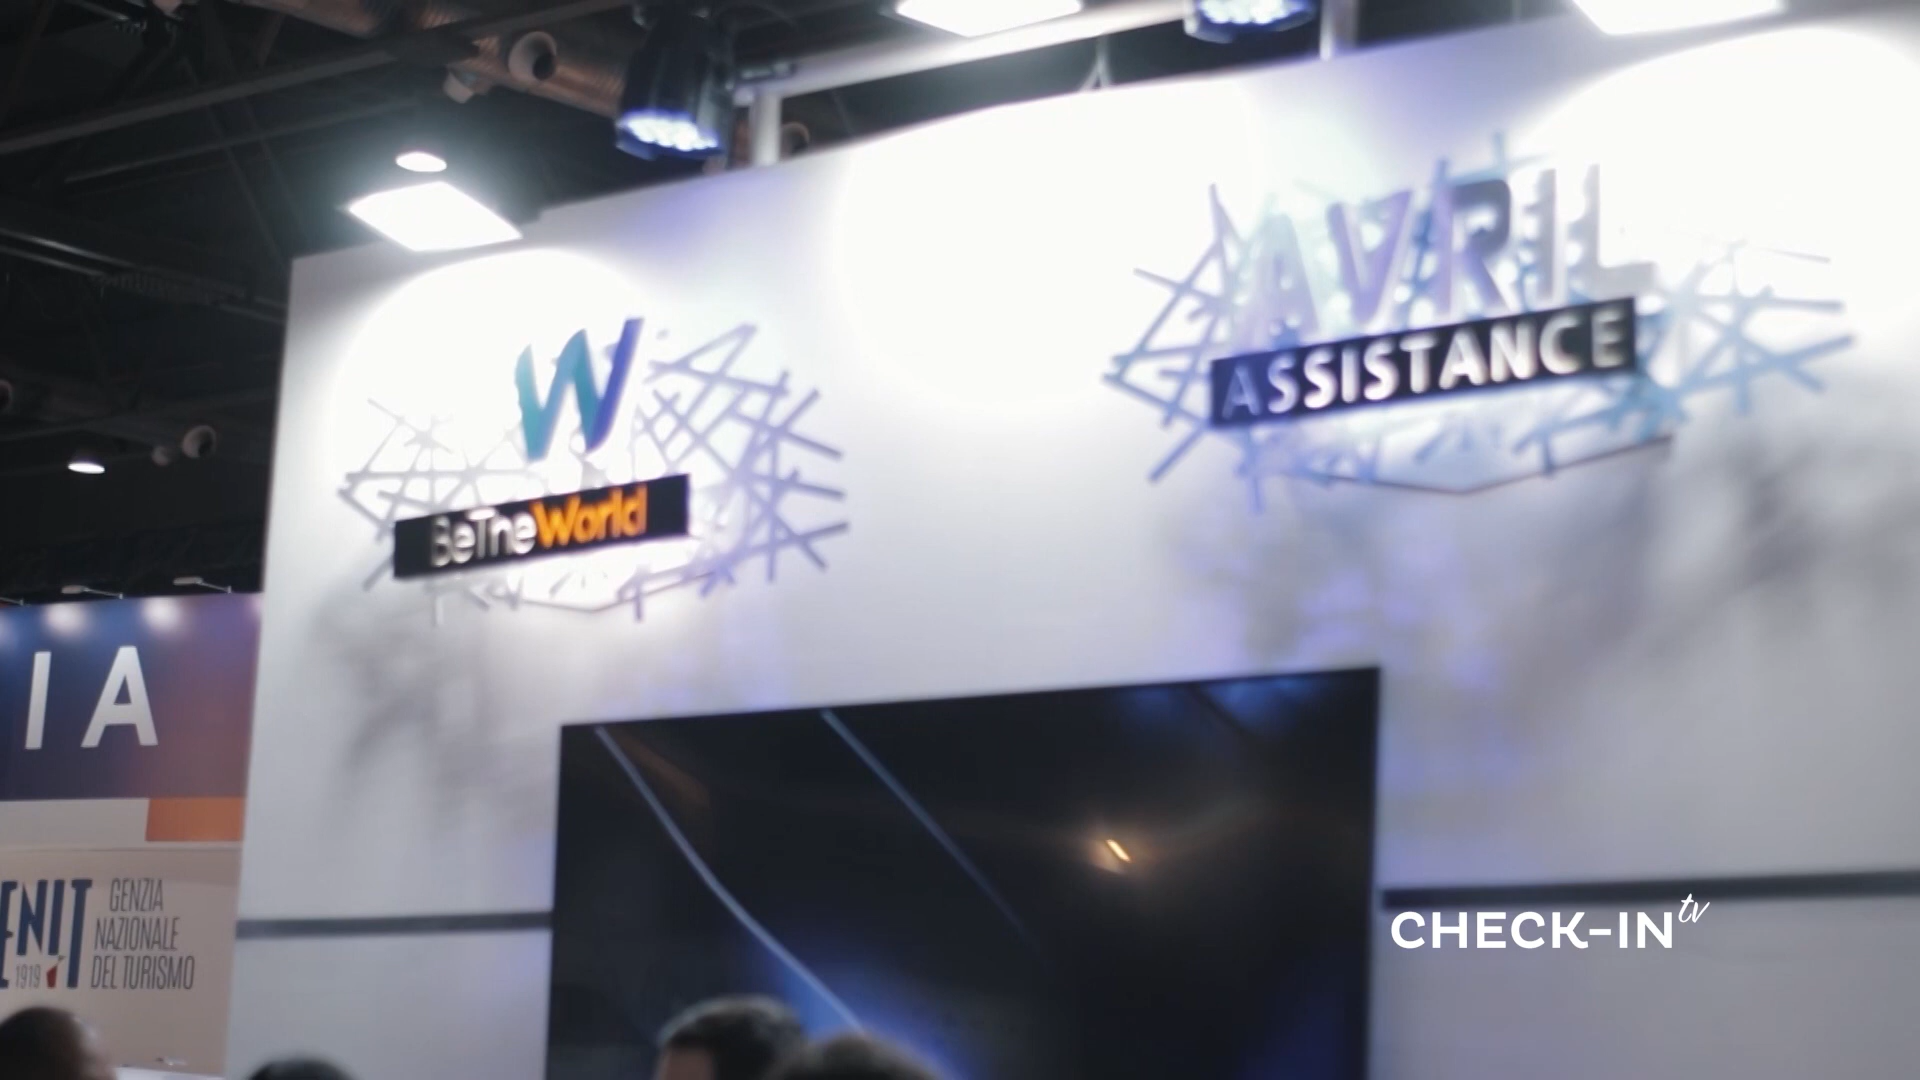 W
BeTheWorld
AVRIL
ASSISTANCE
IA
ENIT
1919
GENZIA
NAZIONALE
DEL TURISMO
CHECK-IN tv